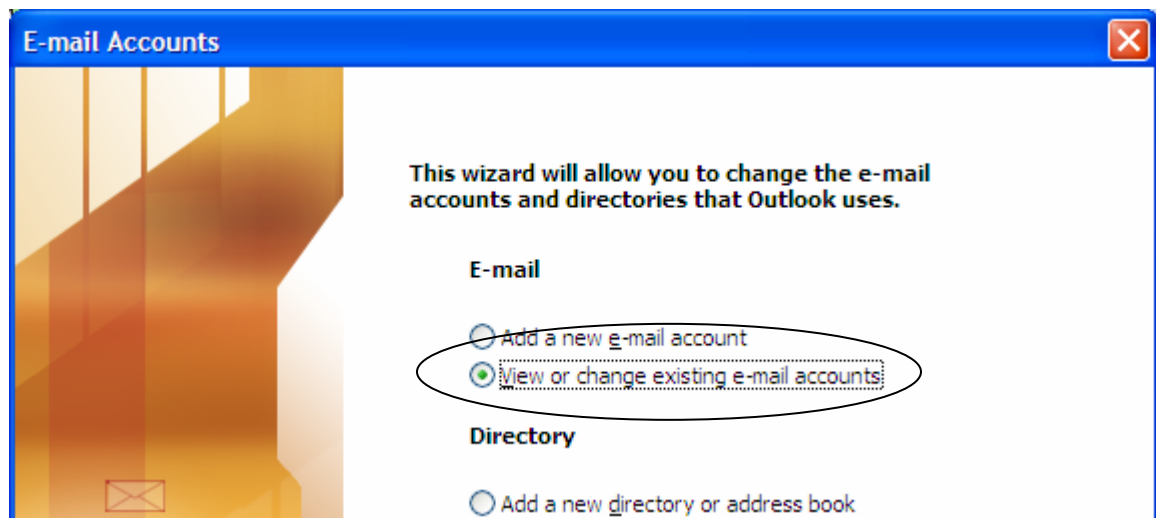 E-mail Accounts
This wizard will allow you to change the e-mail
accounts and directories that Outlook uses.
E-mail
Add a new e-mail account
View or change existing e-mail accounts
Directory
Add a new directory or address book